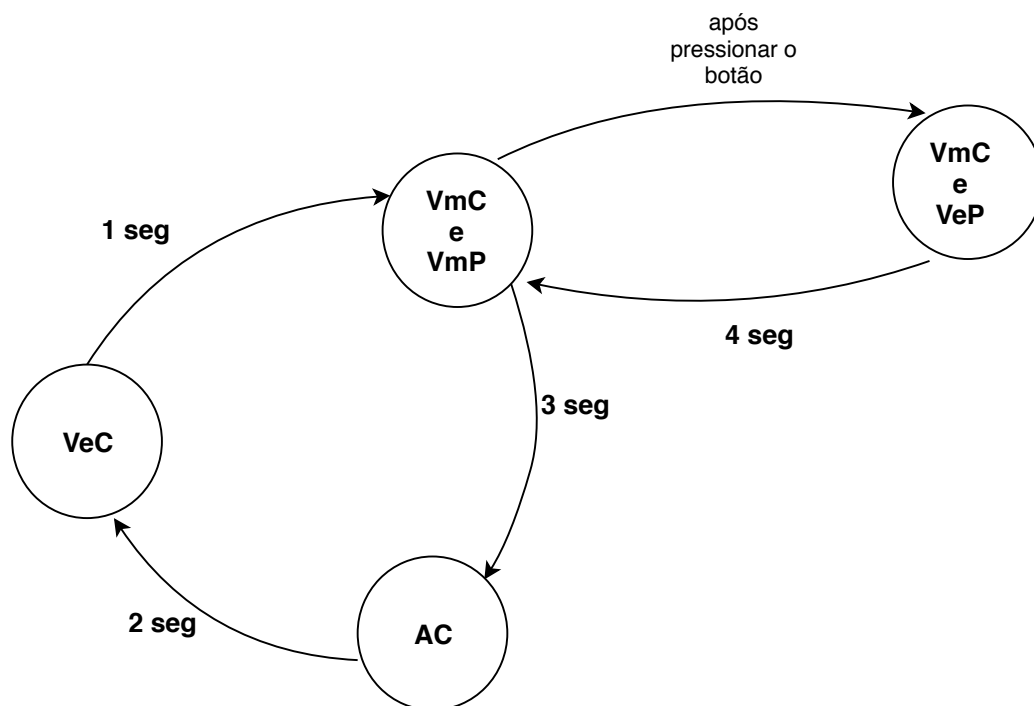 após
pressionar o
botão
VmC
e
VeP
VmC
e
VmP
1 seg
4 seg
3 seg
VeC
2 seg
AC